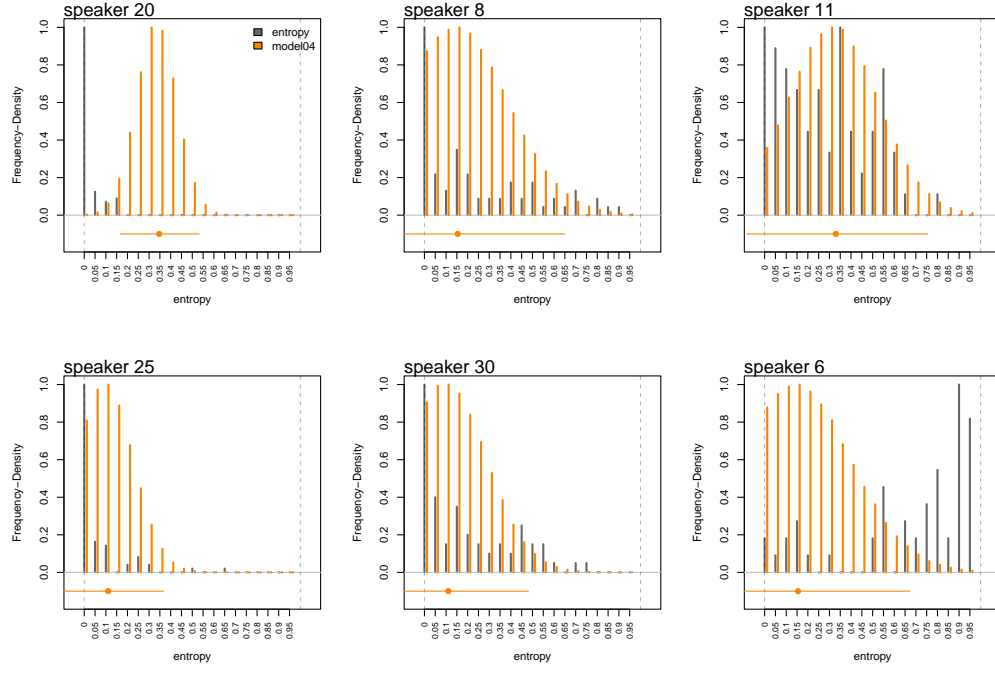 speaker 20
entropy
model04
Frequency−Density
0.0 0.2 0.4 0.6 0.8 1.0
0 0.05 0.1 0.15 0.2 0.25 0.3 0.35 0.4 0.45 0.5 0.55 0.6 0.65 0.7 0.75 0.8 0.85 0.9 0.95
entropy
speaker 8
Frequency−Density
0.0 0.2 0.4 0.6 0.8 1.0
0 0.05 0.1 0.15 0.2 0.25 0.3 0.35 0.4 0.45 0.5 0.55 0.6 0.65 0.7 0.75 0.8 0.85 0.9 0.95
entropy
speaker 11
Frequency−Density
0.0 0.2 0.4 0.6 0.8 1.0
0 0.05 0.1 0.15 0.2 0.25 0.3 0.35 0.4 0.45 0.5 0.55 0.6 0.65 0.7 0.75 0.8 0.85 0.9 0.95
entropy
speaker 25
Frequency−Density
0.0 0.2 0.4 0.6 0.8 1.0
0 0.05 0.1 0.15 0.2 0.25 0.3 0.35 0.4 0.45 0.5 0.55 0.6 0.65 0.7 0.75 0.8 0.85 0.9 0.95
entropy
speaker 30
Frequency−Density
0.0 0.2 0.4 0.6 0.8 1.0
0 0.05 0.1 0.15 0.2 0.25 0.3 0.35 0.4 0.45 0.5 0.55 0.6 0.65 0.7 0.75 0.8 0.85 0.9 0.95
entropy
speaker 6
Frequency−Density
0.0 0.2 0.4 0.6 0.8 1.0
0 0.05 0.1 0.15 0.2 0.25 0.3 0.35 0.4 0.45 0.5 0.55 0.6 0.65 0.7 0.75 0.8 0.85 0.9 0.95
entropy